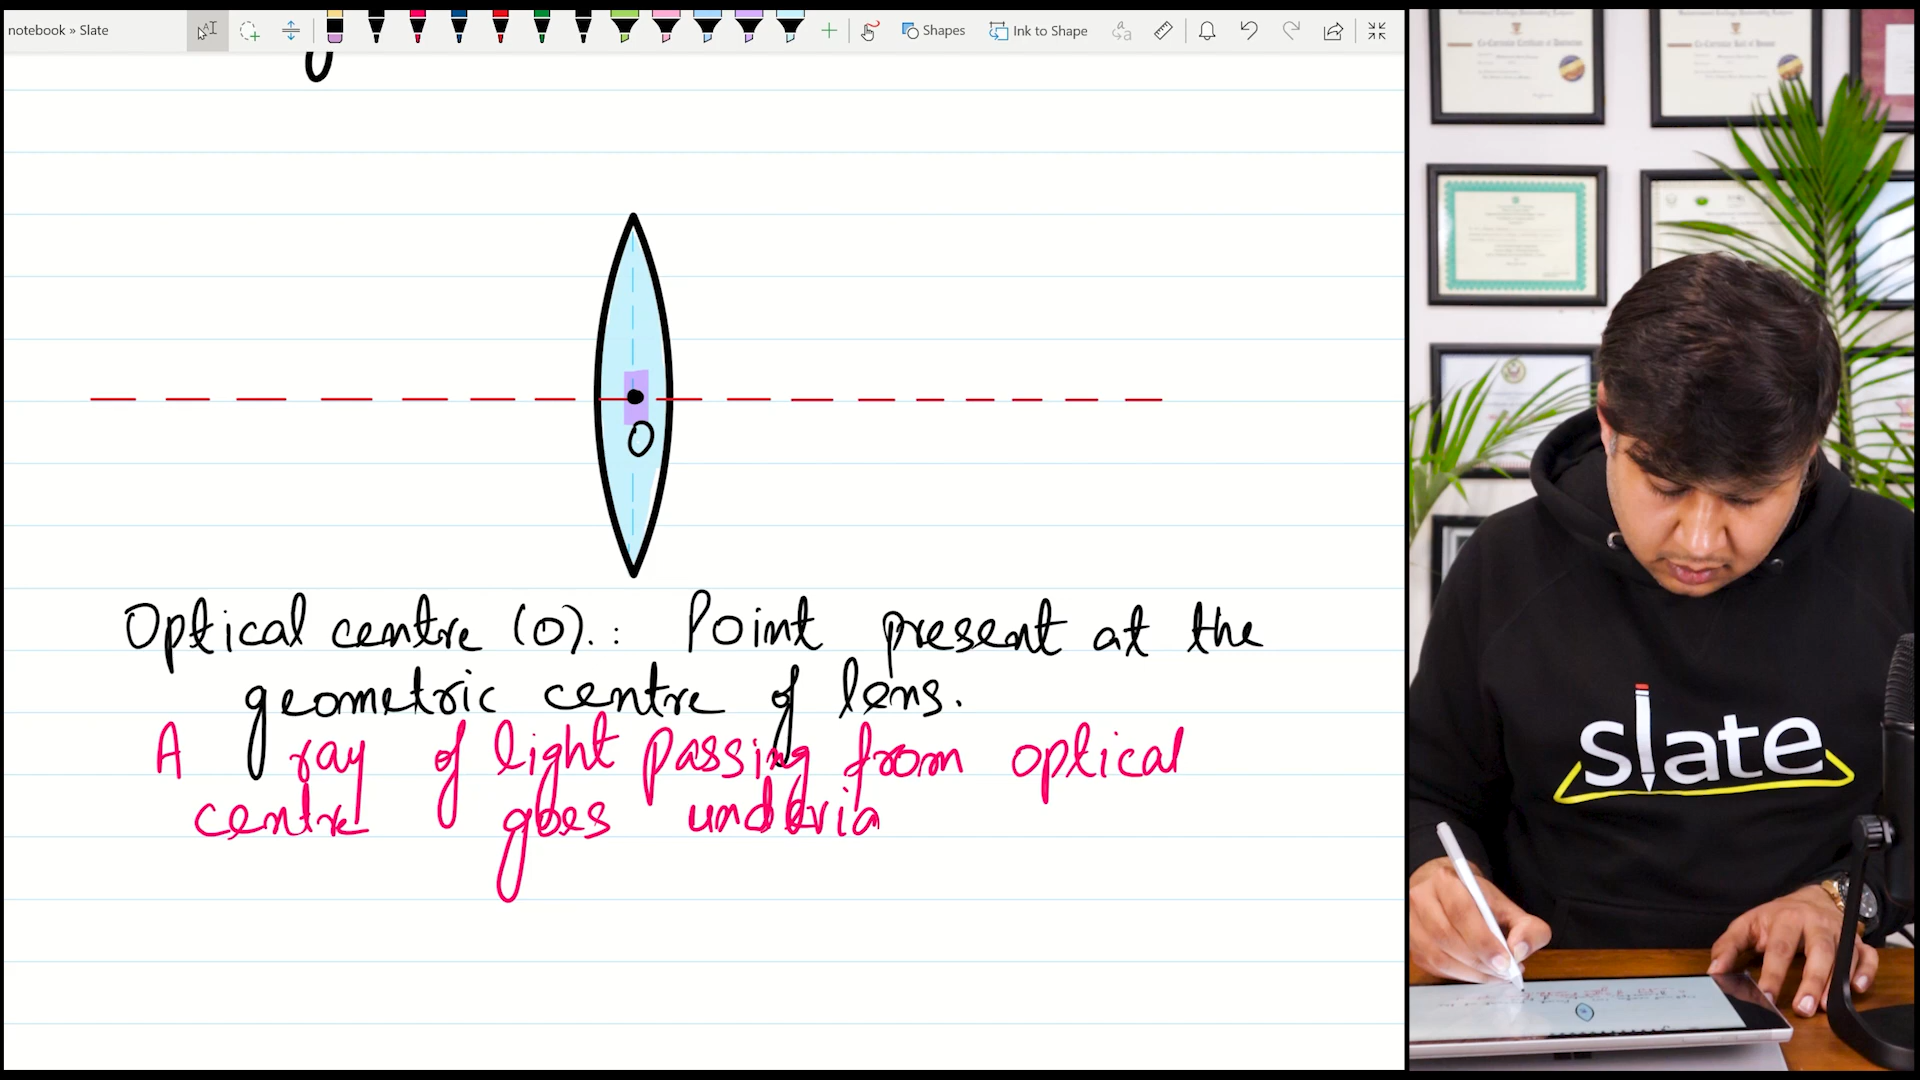 notebook » Slate
Shapes
Ink to Shape
O
Optical centre (O).: Point present at the
geometric centre of lens.
A ray of light passing from optical
centre goes undevia
slate